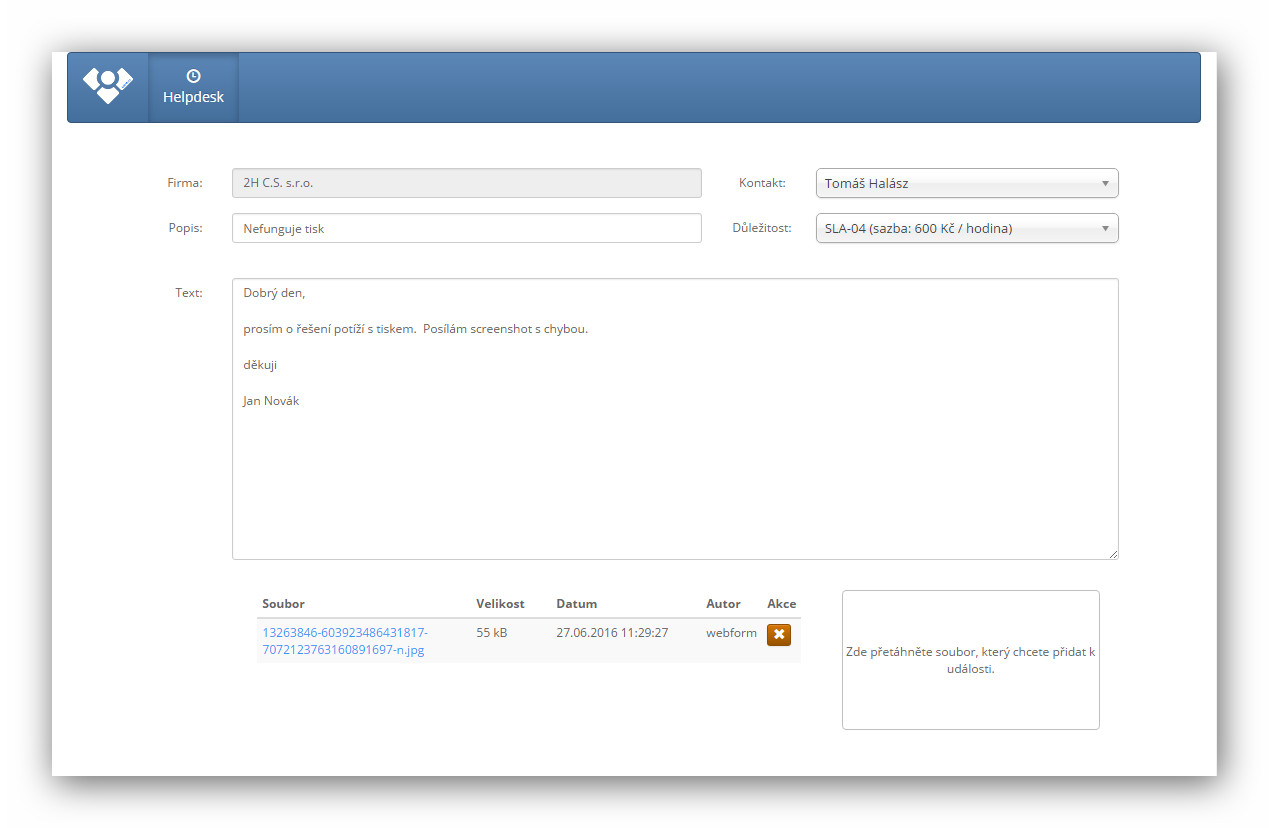 Helpdesk
Firma: 2H C.S. s.r.o. Kontakt: Tomáš Halász
Popis: Nefunguje tisk Důležitost: SLA-04 (sazba: 600 Kč / hodina)
Text: Dobrý den,
prosím o řešení potíží s tiskem.  Posílám screenshot s chybou.
děkuji
Jan Novák
Soubor Velikost Datum Autor Akce
13263846-603923486431817- 55 kB 27.06.2016 11:29:27 webform
7072123763160891697-n.jpg
Zde přetáhněte soubor, který chcete přidat k
události.